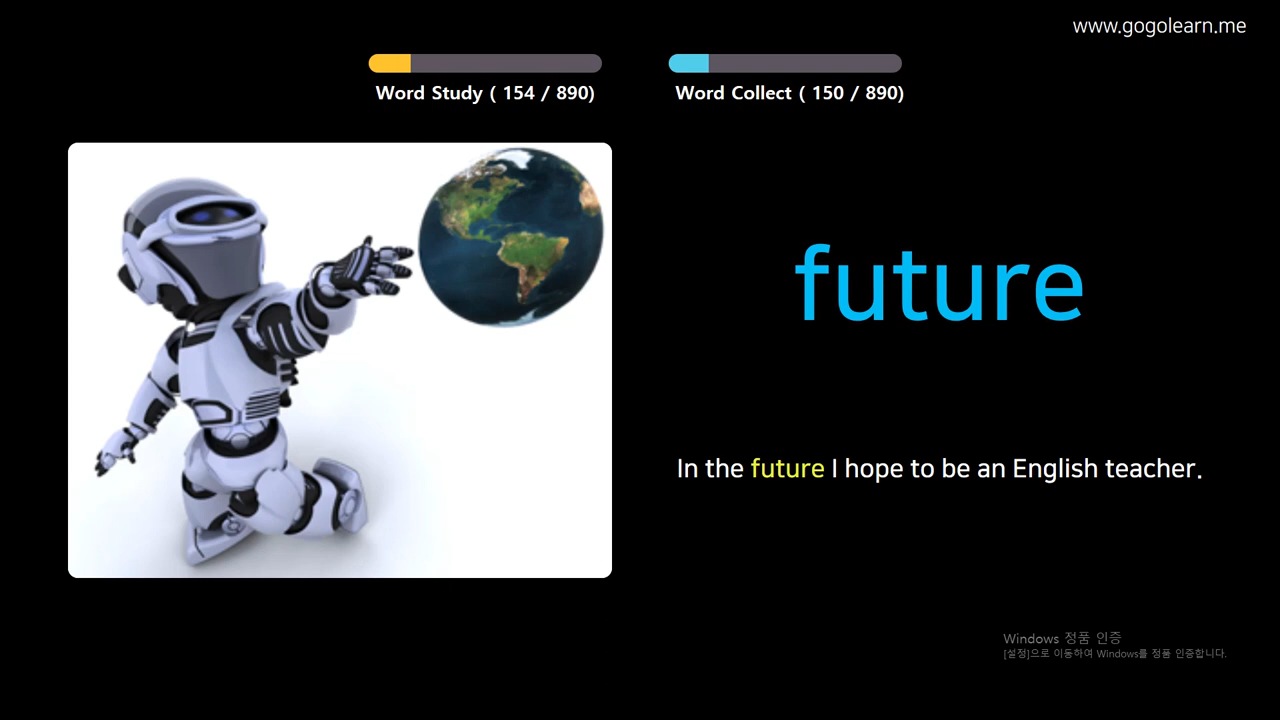 www.gogolearn.me
Word Study ( 154 / 890)
Word Collect ( 150 / 890)
future
In the future I hope to be an English teacher.
Windows 정품 인증
[설정]으로 이동하여 Windows를 정품 인증합니다.